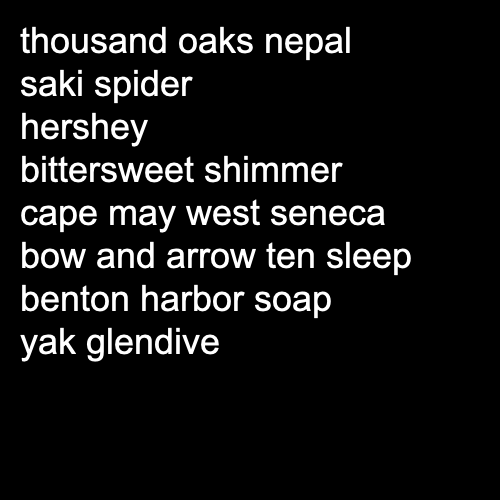 thousand oaks nepal
saki spider
hershey
bittersweet shimmer
cape may west seneca
bow and arrow ten sleep
benton harbor soap
yak glendive